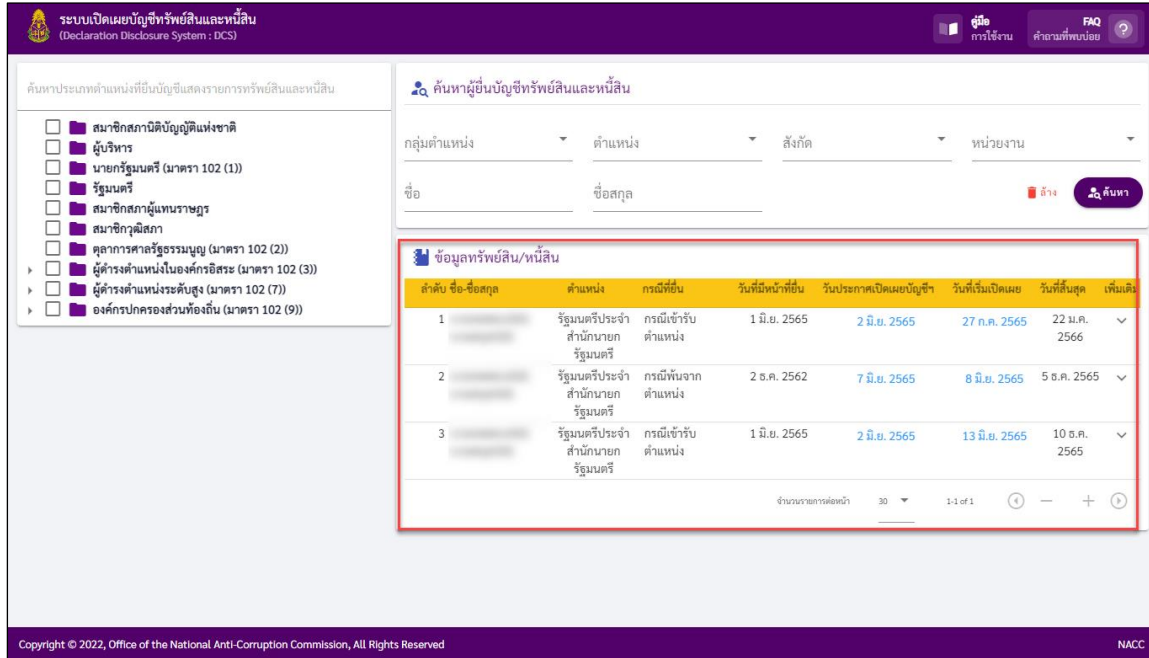 ระบบเปิดเผยบัญชีทรัพย์สินและหนี้สิน
(Declaration Disclosure System : DCS)
คู่มือ
การใช้งาน
FAQ
คำถามที่พบบ่อย
ค้นหาประเภทตำแหน่งที่ยื่นบัญชีแสดงรายการทรัพย์สินและหนี้สิน
สมาชิกสภานิติบัญญัติแห่งชาติ
ผู้บริหาร
นายกรัฐมนตรี (มาตรา 102 (1))
รัฐมนตรี
สมาชิกสภาผู้แทนราษฎร
สมาชิกวุฒิสภา
ตุลาการศาลรัฐธรรมนูญ (มาตรา 102 (2))
ผู้ดำรงตำแหน่งในองค์กรอิสระ (มาตรา 102 (3))
ผู้ดำรงตำแหน่งระดับสูง (มาตรา 102 (7))
องค์กรปกครองส่วนท้องถิ่น (มาตรา 102 (9))
ค้นหาผู้ยื่นบัญชีทรัพย์สินและหนี้สิน
กลุ่มตำแหน่ง ตำแหน่ง สังกัด หน่วยงาน
ชื่อ ชื่อสกุล ล้าง ค้นหา
ข้อมูลทรัพย์สิน/หนี้สิน
ลำดับ ชื่อ-ชื่อสกุล ตำแหน่ง กรณีที่ยื่น วันที่มีหน้าที่ยื่น วันประกาศเปิดเผยบัญชีฯ วันที่เริ่มเปิดเผย วันที่สิ้นสุด เพิ่มเติม
1 รัฐมนตรีประจำ กรณีเข้ารับ 1 มิ.ย. 2565 2 มิ.ย. 2565 27 ก.ค. 2565 22 ม.ค.
สำนักนายก ตำแหน่ง 2566
รัฐมนตรี
2 รัฐมนตรีประจำ กรณีพ้นจาก 2 ธ.ค. 2562 7 มิ.ย. 2565 8 มิ.ย. 2565 5 ธ.ค. 2565
สำนักนายก ตำแหน่ง
รัฐมนตรี
3 รัฐมนตรีประจำ กรณีเข้ารับ 1 มิ.ย. 2565 2 มิ.ย. 2565 13 มิ.ย. 2565 10 ธ.ค.
สำนักนายก ตำแหน่ง 2565
รัฐมนตรี
จำนวนรายการต่อหน้า 30 1-1 of 1
Copyright © 2022, Office of the National Anti-Corruption Commission, All Rights Reserved NACC